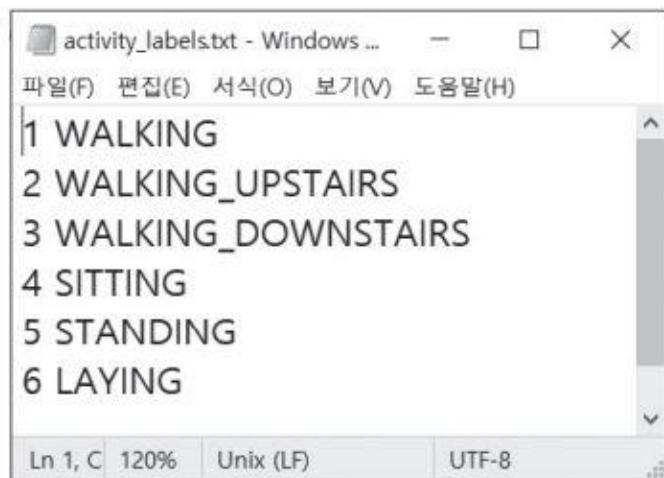 activity_labels.txt - Windows ...
파일(F) 편집(E) 서식(O) 보기(V) 도움말(H)
1 WALKING
2 WALKING_UPSTAIRS
3 WALKING_DOWNSTAIRS
4 SITTING
5 STANDING
6 LAYING
Ln 1, C 120% Unix (LF) UTF-8